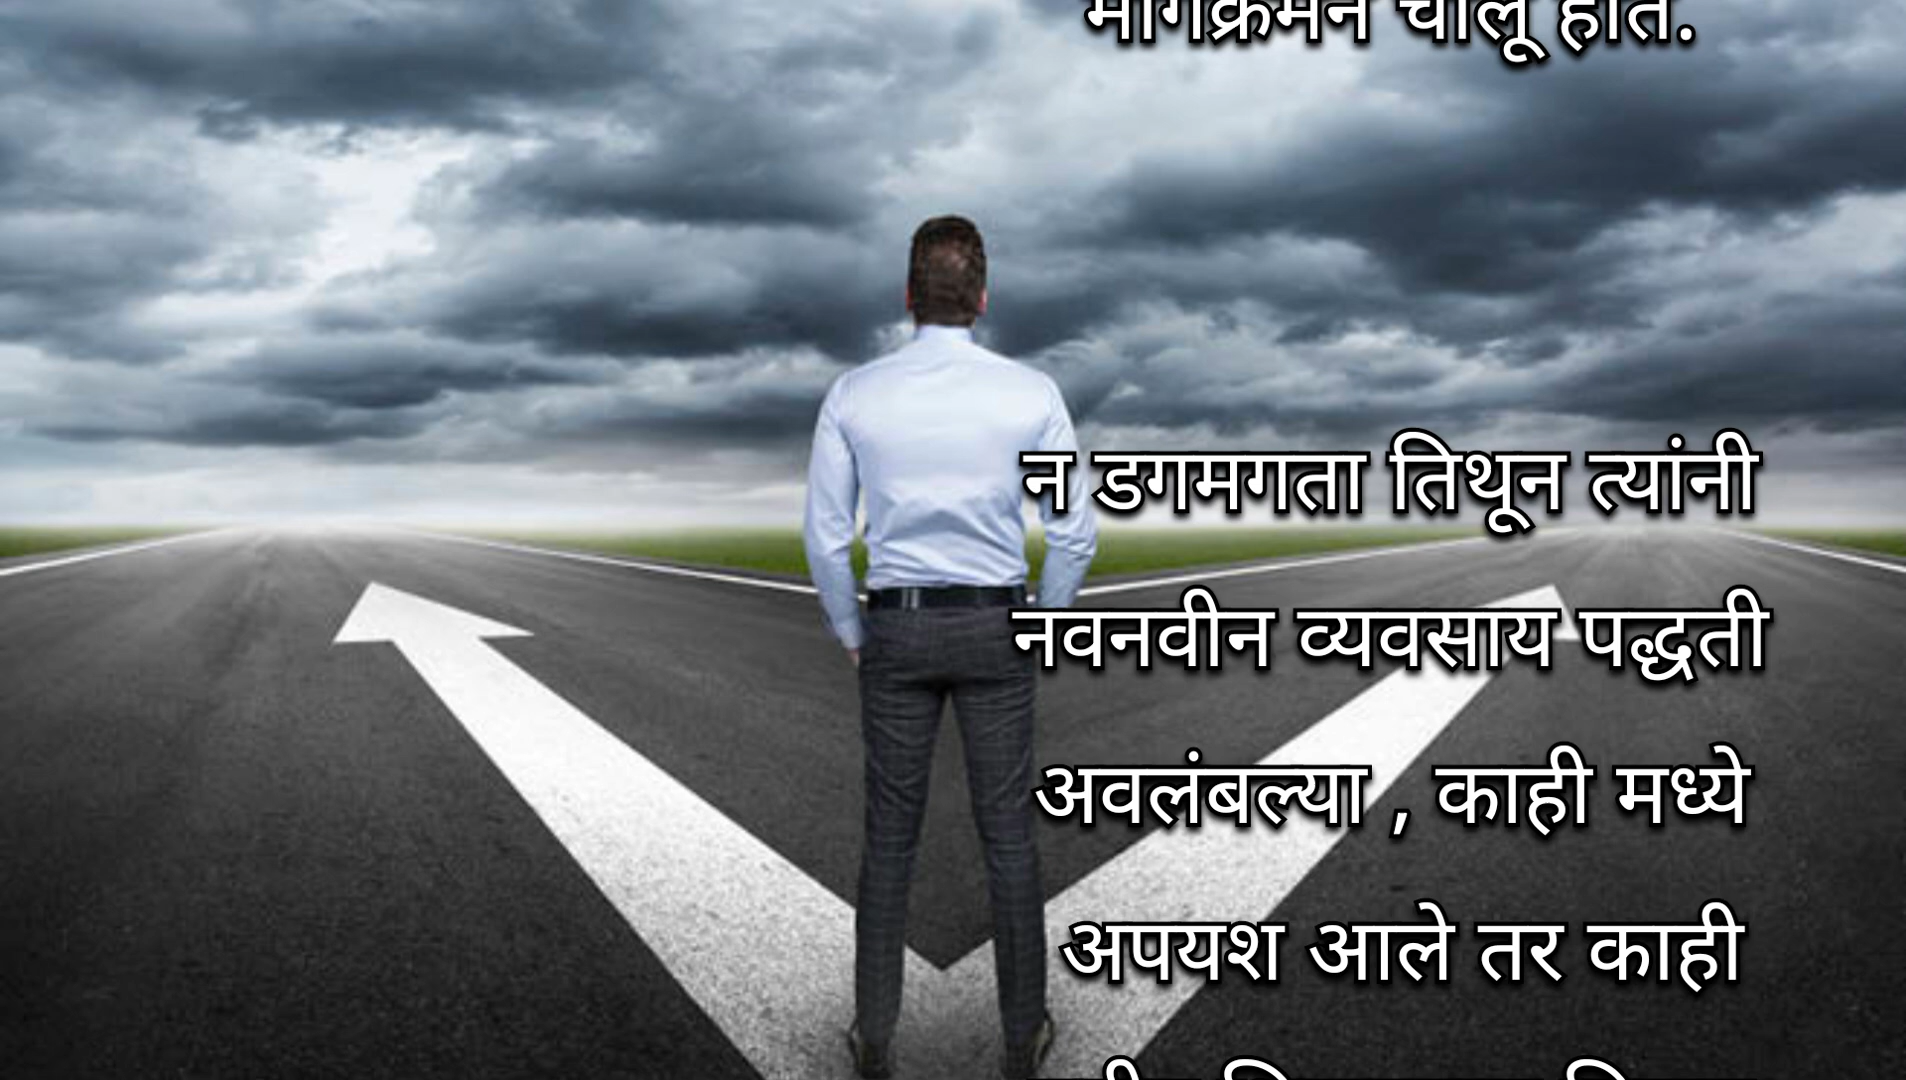 चालू
न डगमगता तिथून त्यांनी
नवनवीन व्यवसाय पद्धती
अवलंबल्या , काही मध्ये
अपयश आले तर काही